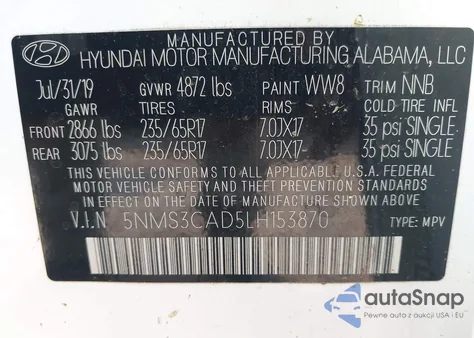 MANUFACTURED BY
HYUNDAI MOTOR MANUFACTURING ALABAMA, LLC
Jul/31/19 GVWR 4872 lbs PAINT WW8 TRIM NNB
GAWR TIRES RIMS COLD TIRE INFL
FRONT 2866 lbs 235/65R17 7.0JX17 35 psi SINGLE
REAR 3075 lbs 235/65R17 7.0JX17 35 psi SINGLE
THIS VEHICLE CONFORMS TO ALL APPLICABLE U.S. FEDERAL
MOTOR VEHICLE SAFETY, BUMPER, AND THEFT
PREVENTION STANDARDS IN EFFECT ON THE
DATE OF MANUFACTURE SHOWN ABOVE.
V.I.N 5NMS3CAD5LH153870 TYPE: MPV
autoSnap
Pewne auta z aukcji USA i EU